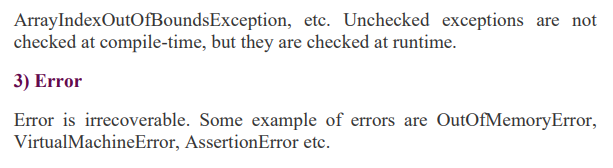 ArrayIndexOutOfBoundsException, etc. Unchecked exceptions are not
checked at compile-time, but they are checked at runtime.
3) Error
Error is irrecoverable. Some example of errors are OutOfMemoryError,
VirtualMachineError, AssertionError etc.